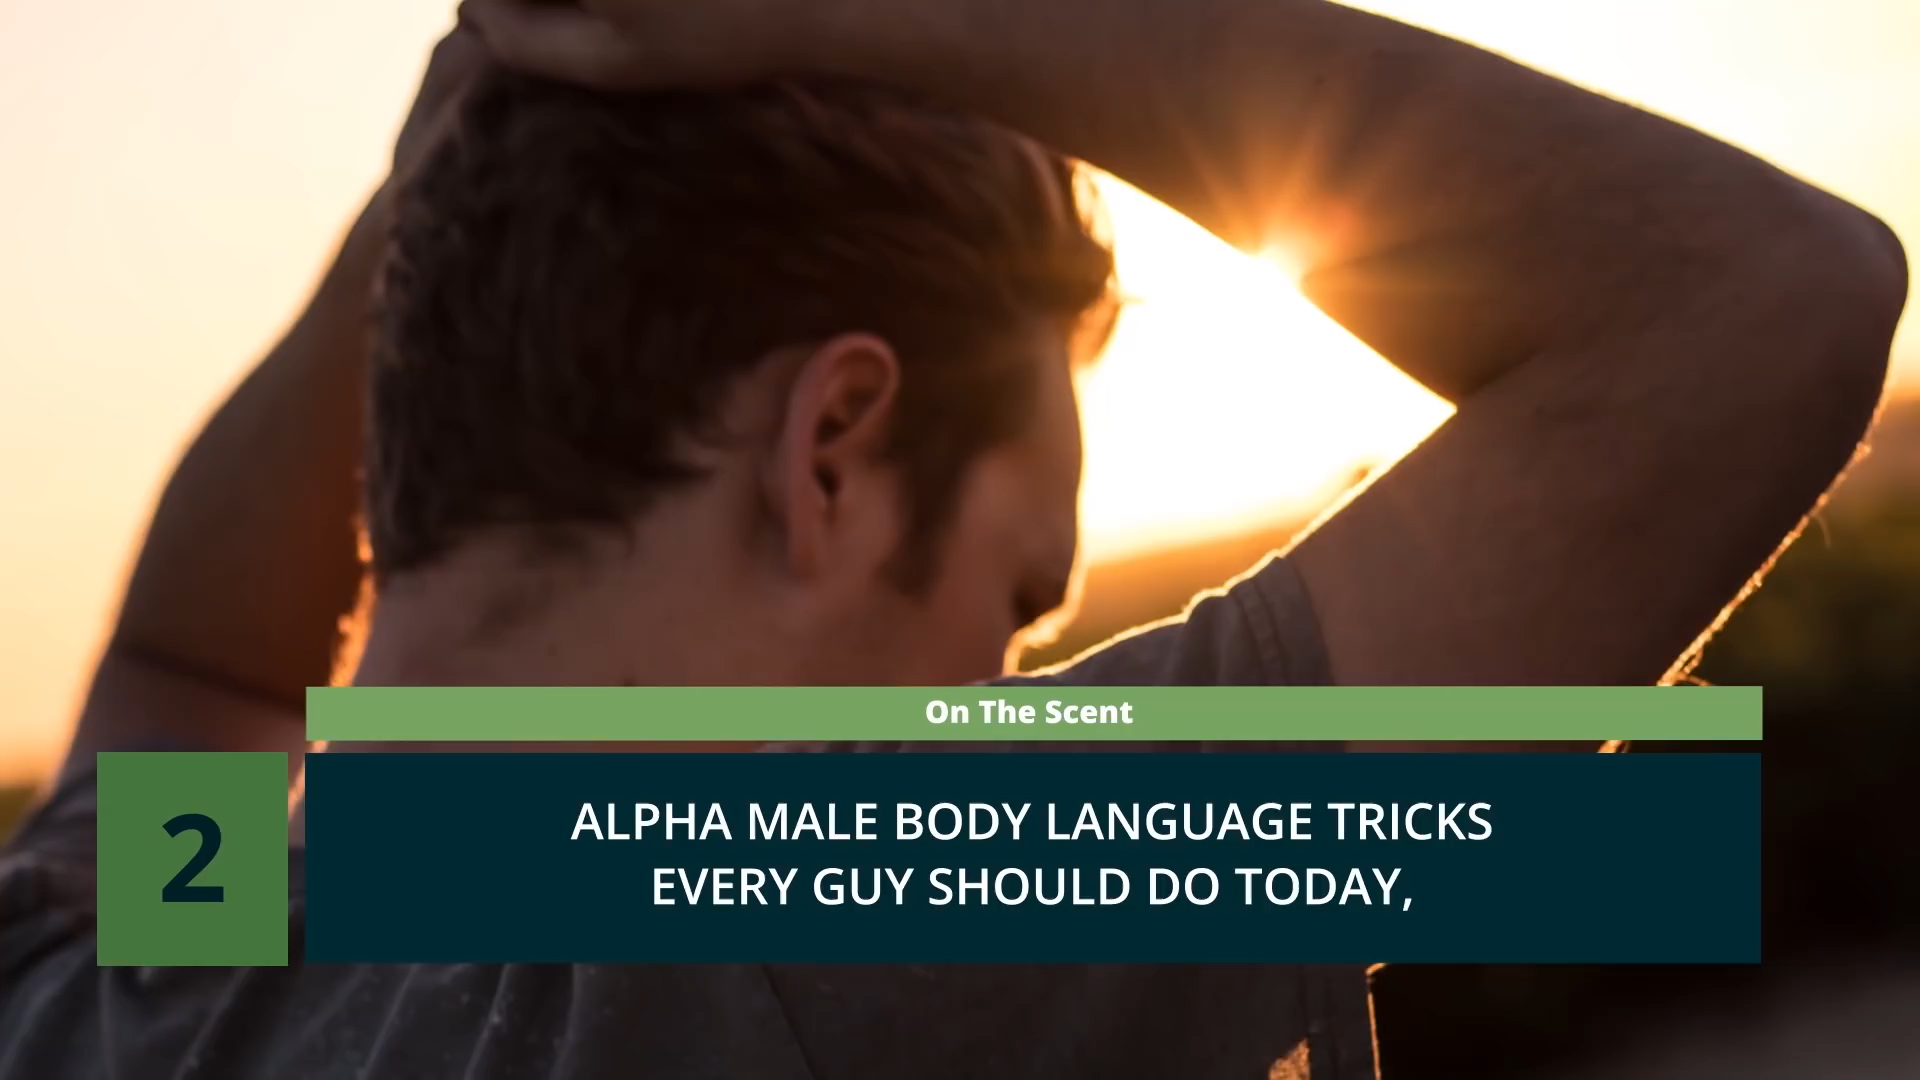 On The Scent
2
ALPHA MALE BODY LANGUAGE TRICKS
EVERY GUY SHOULD DO TODAY,